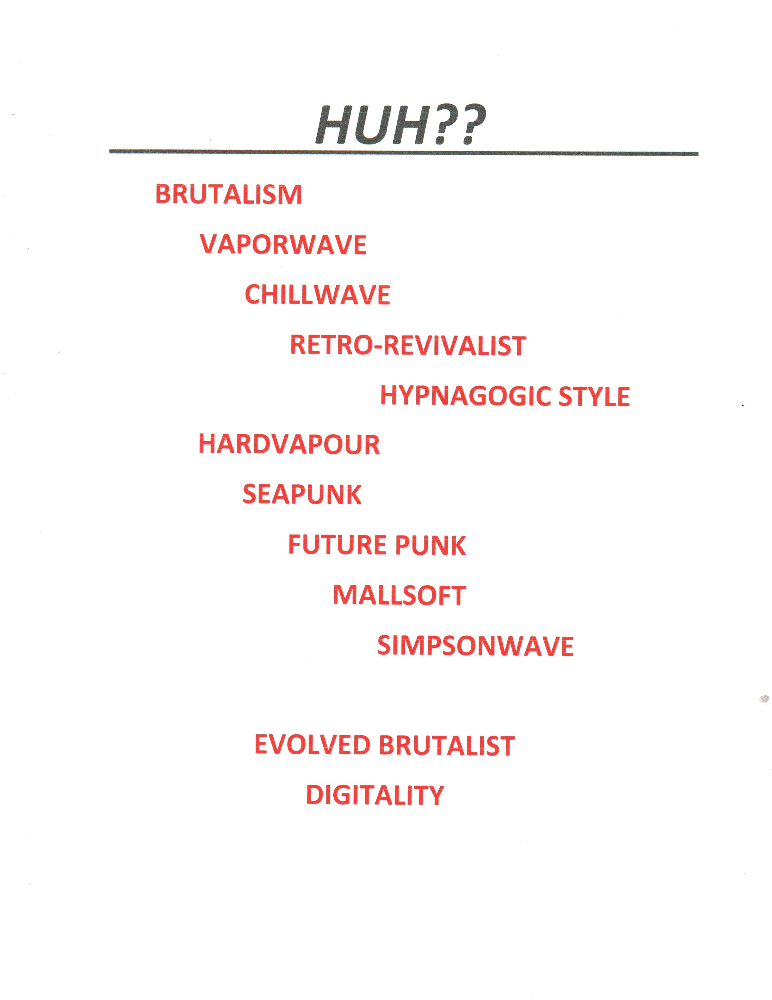 HUH??
BRUTALISM
VAPORWAVE
CHILLWAVE
RETRO-REVIVALIST
HYPNAGOGIC STYLE
HARDVAPOUR
SEAPUNK
FUTURE PUNK
MALLSOFT
SIMPSONWAVE
EVOLVED BRUTALIST
DIGITALITY